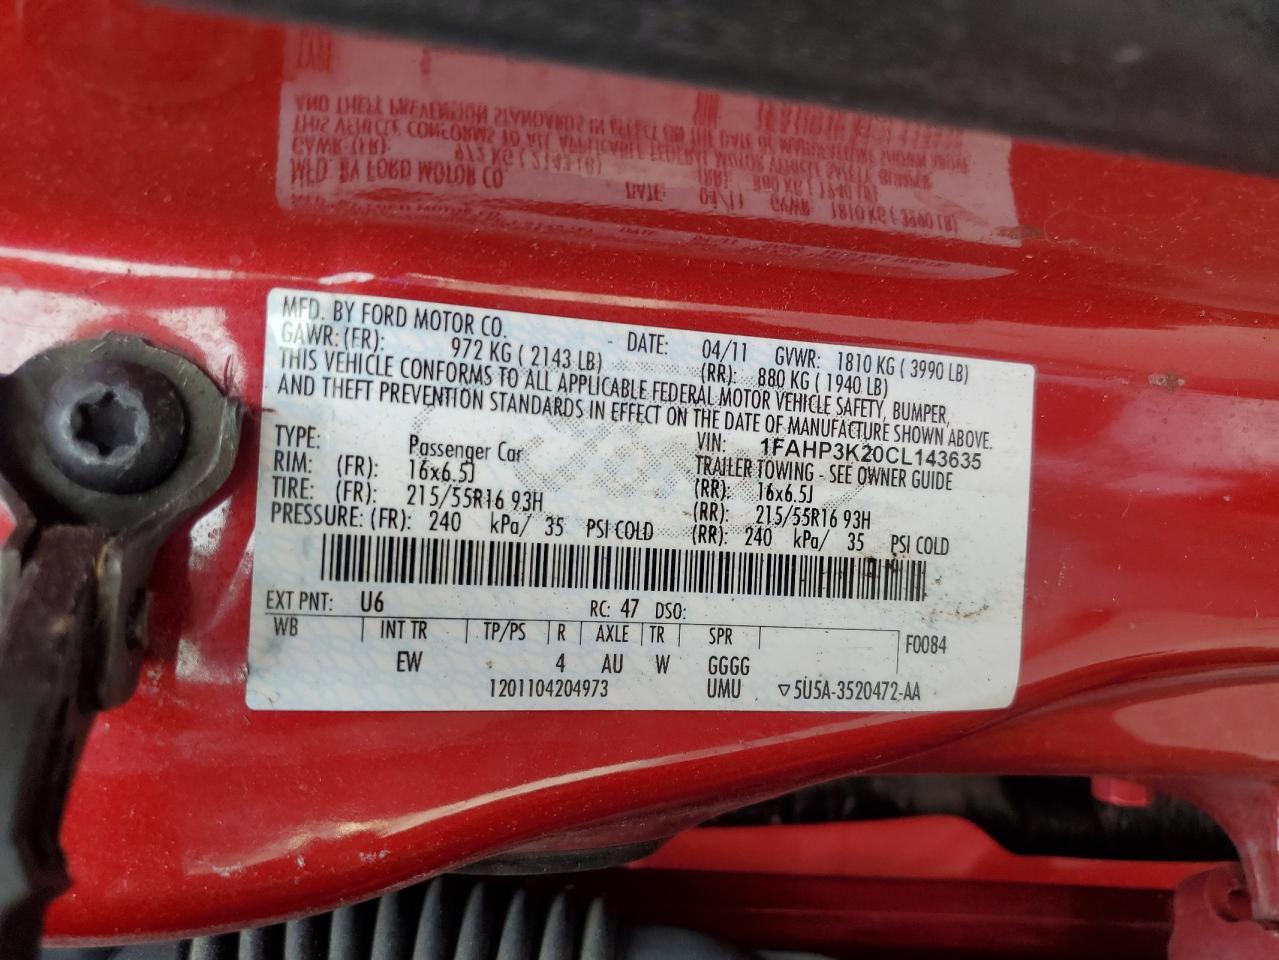 MFD. BY FORD MOTOR CO. DATE: 04/11 GVWR: 1810 KG ( 3990 LB)
GAWR: (FR): 972 KG ( 2143 LB) (RR): 880 KG ( 1940 LB)
THIS VEHICLE CONFORMS TO ALL APPLICABLE FEDERAL MOTOR VEHICLE SAFETY, BUMPER,
AND THEFT PREVENTION STANDARDS IN EFFECT ON THE DATE OF MANUFACTURE SHOWN ABOVE.
VIN: 1FAHP3K20CL143635
TYPE: Passenger Car TRAILER TOWING - SEE OWNER GUIDE
RIM: (FR): 16x6.5J (RR): 16x6.5J
TIRE: (FR): 215/55R16 93H (RR): 215/55R16 93H
PRESSURE: (FR): 240 kPa/ 35 PSI COLD (RR): 240 kPa/ 35 PSI COLD
EXT PNT: U6 RC: 47 DSO:
WB INT TR TP/PS R AXLE TR SPR F0084
EW 4 AU W GGGG
1201104204973 UMU ▽5U5A-3520472-AA